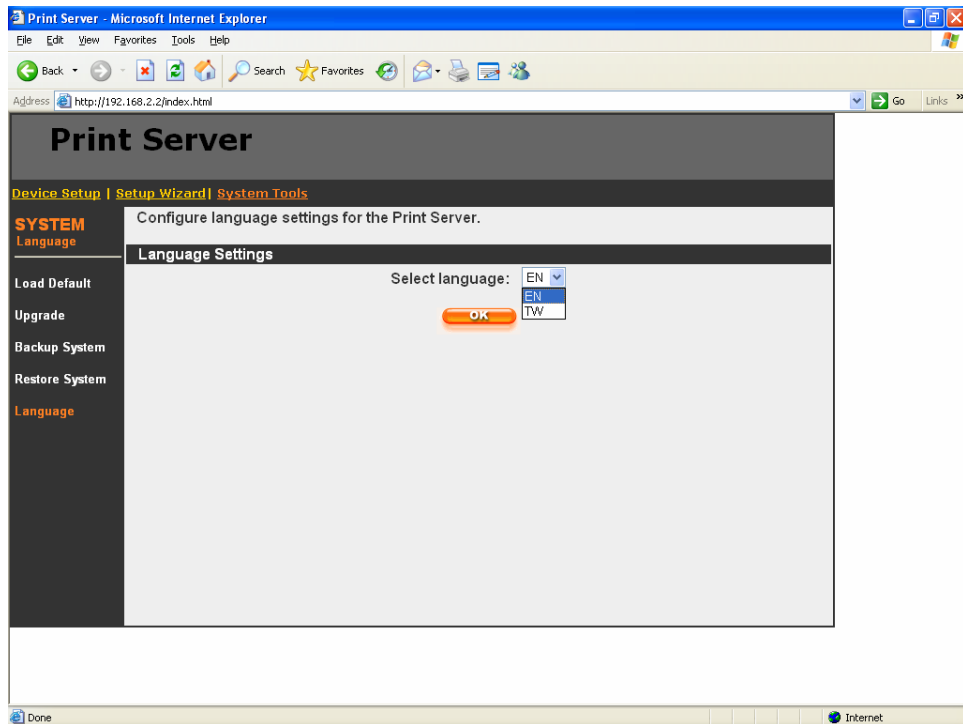 Print Server - Microsoft Internet Explorer
File Edit View Favorites Tools Help
Back Search Favorites
Address http://192.168.2.2/index.html Go Links »
Print Server
Device Setup | Setup Wizard | System Tools
SYSTEM
Language
Load Default
Upgrade
Backup System
Restore System
Language
Configure language settings for the Print Server.
Language Settings
Select language: EN
EN
TW
OK
Done Internet